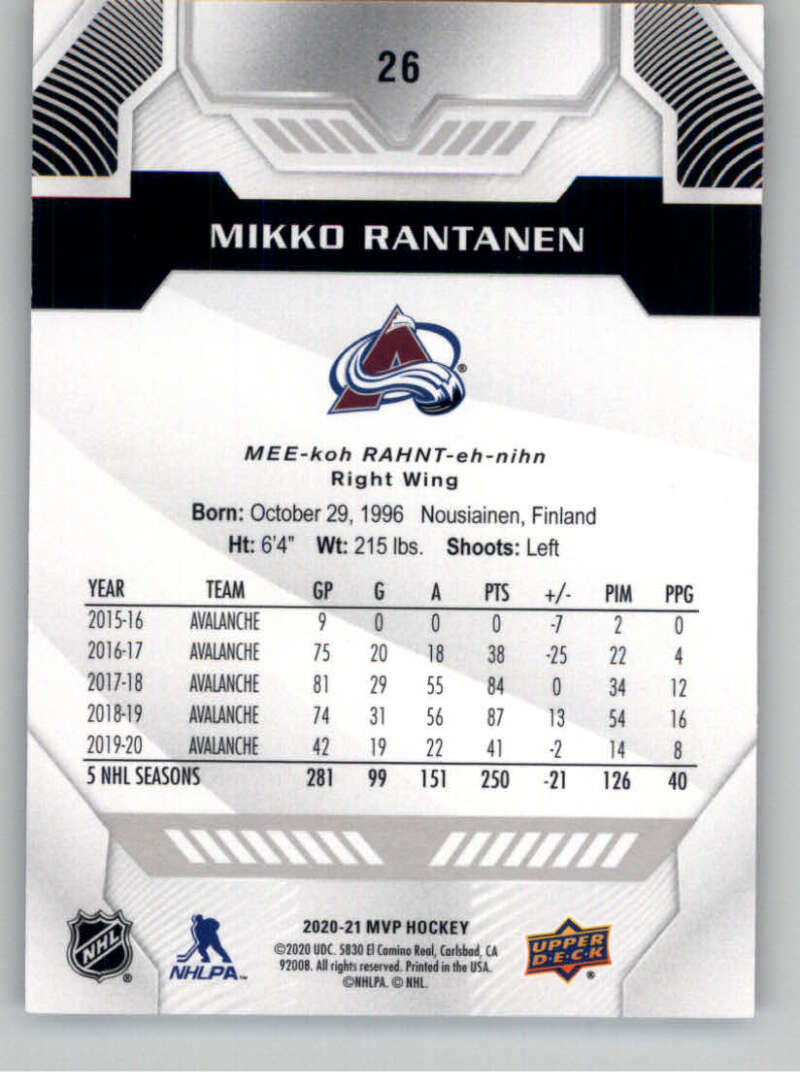 26
MIKKO RANTANEN
A ®
MEE-koh RAHNT-eh-nihn
Right Wing
Born: October 29, 1996 Nousiainen, Finland
Ht: 6'4" Wt: 215 lbs. Shoots: Left
YEAR TEAM GP G A PTS +/- PIM PPG
2015-16 AVALANCHE 9 0 0 0 -7 2 0
2016-17 AVALANCHE 75 20 18 38 -25 22 4
2017-18 AVALANCHE 81 29 55 84 0 34 12
2018-19 AVALANCHE 74 31 56 87 13 54 16
2019-20 AVALANCHE 42 19 22 41 -2 14 8
5 NHL SEASONS 281 99 151 250 -21 126 40
2020-21 MVP HOCKEY
©2020 UDC. 5830 El Camino Real, Carlsbad, CA
92008. All rights reserved. Printed in the USA.
©NHLPA. © NHL.
NHL ®
NHLPA™
UPPER
D·E·C·K ®